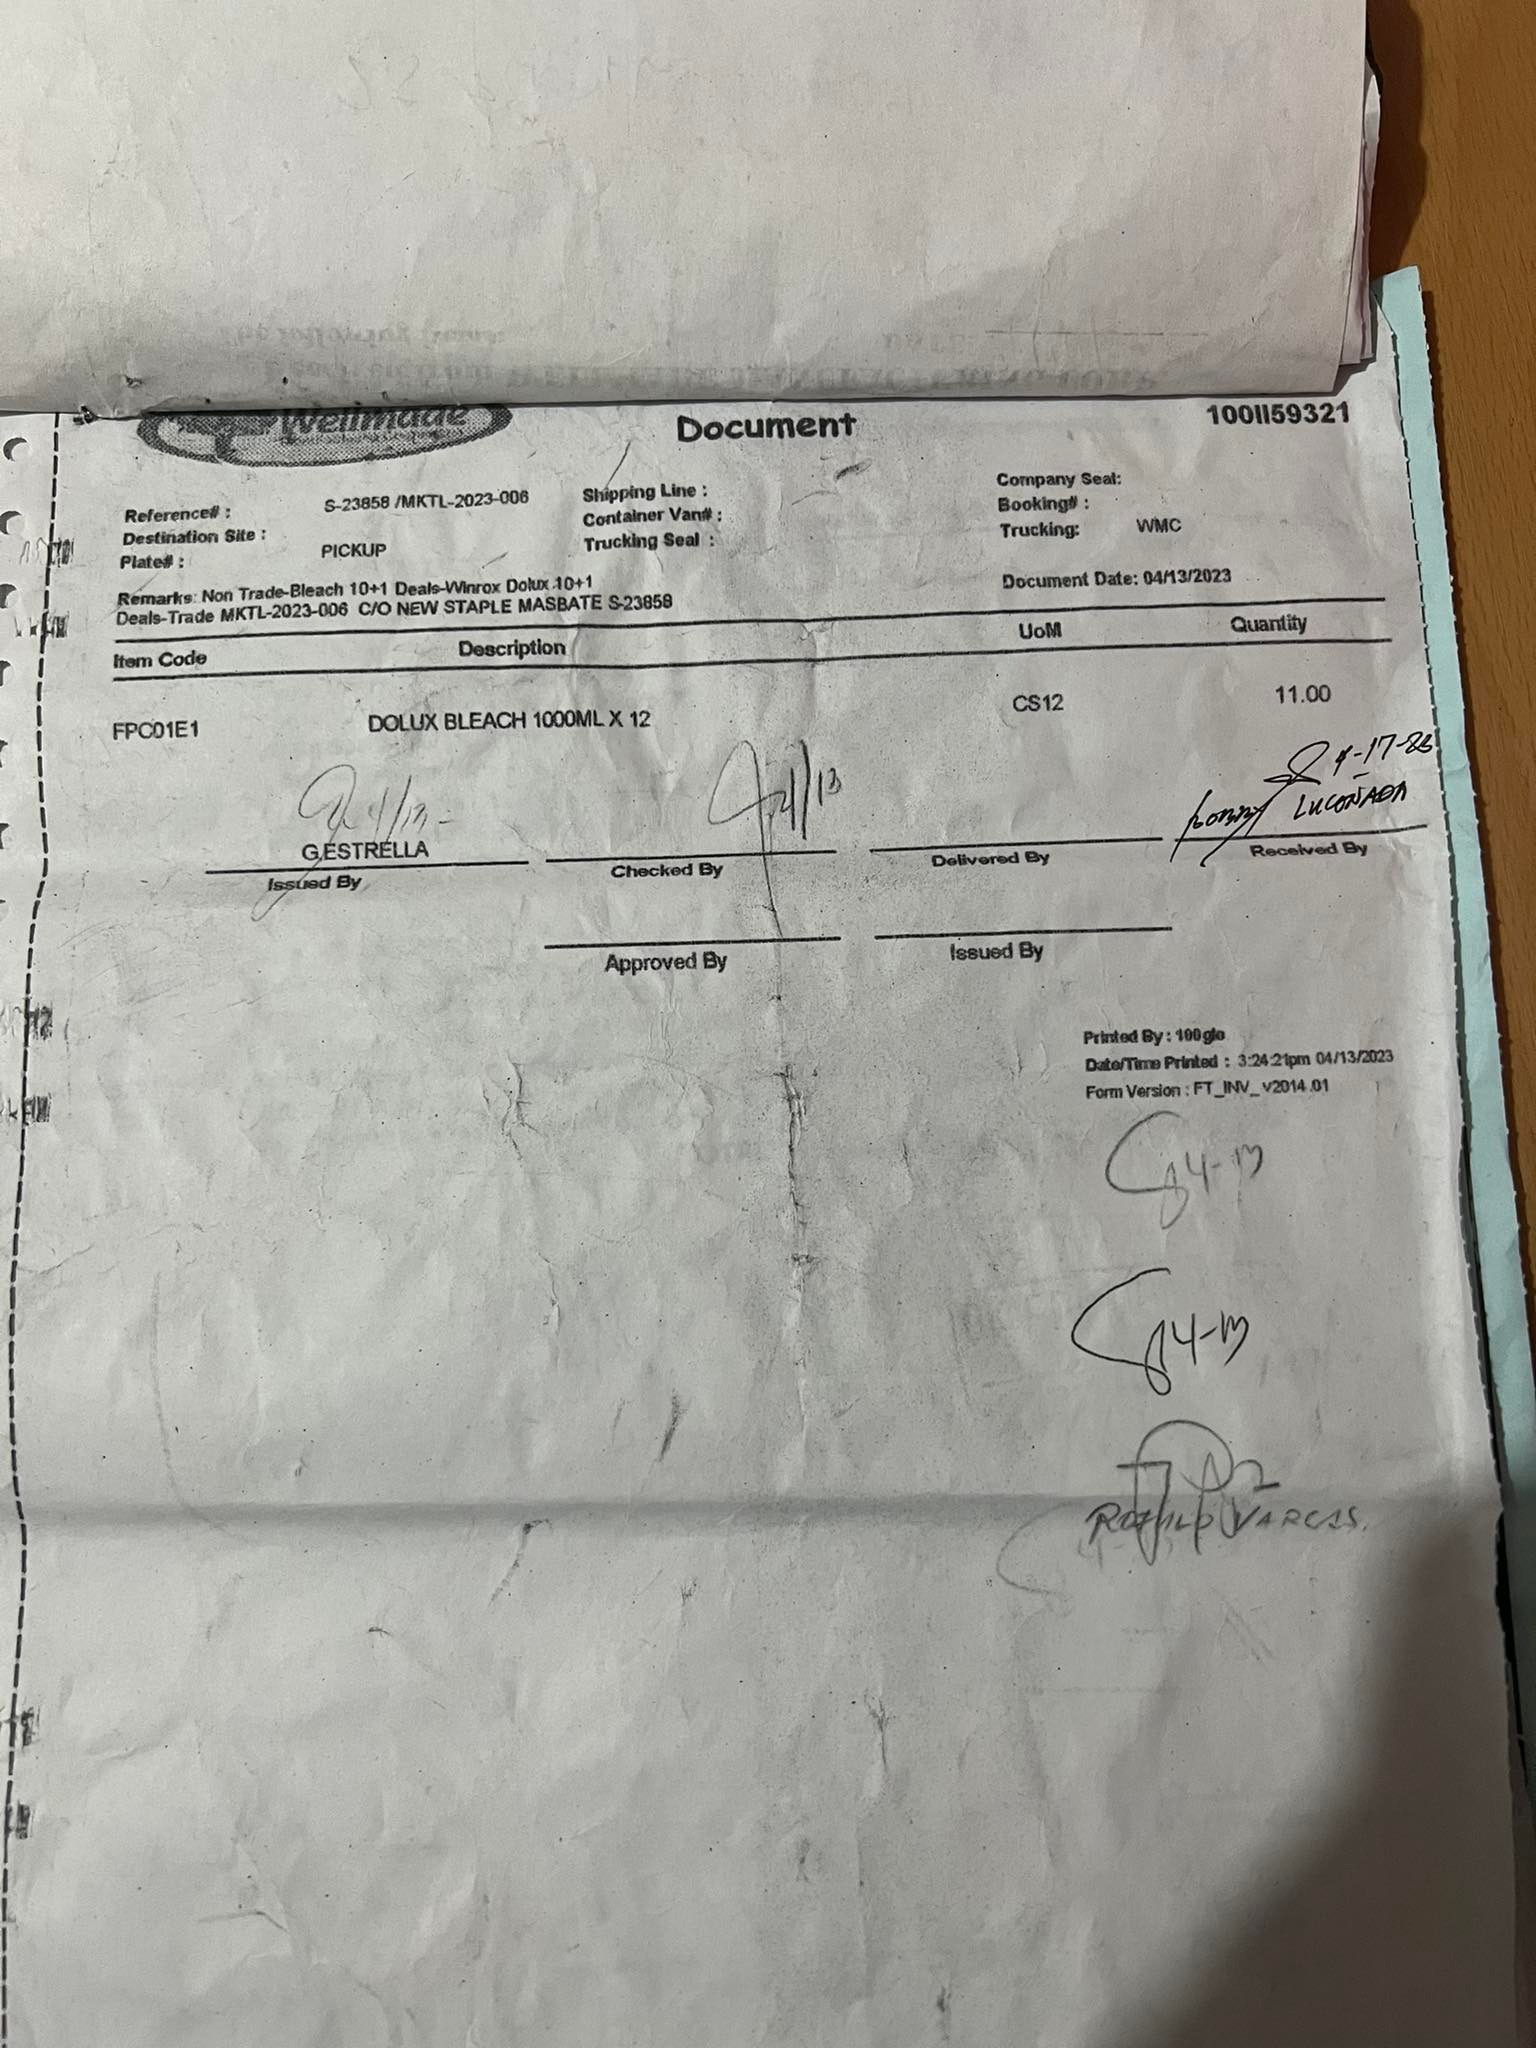 Wellmade
Document
100II59321
Reference# : S-23858 /MKTL-2023-006
Destination Site :
Plate# : PICKUP
Shipping Line :
Container Van# :
Trucking Seal :
Company Seal:
Booking# :
Trucking: WMC
Remarks: Non Trade-Bleach 10+1 Deals-Winrox Dolux 10+1
Deals-Trade MKTL-2023-006 C/O NEW STAPLE MASBATE S-23858
Document Date: 04/13/2023
Item Code Description UoM Quantity
FPC01E1 DOLUX BLEACH 1000ML X 12 CS12 11.00
4/13
G.ESTRELLA
Issued By
4/13
Checked By
Delivered By
4-17-23
BOBBY LUCONADA
Received By
Approved By
Issued By
Printed By : 100glo
Date/Time Printed : 3:24:21pm 04/13/2023
Form Version : FT_INV_ v2014.01
4-13
4-13
VARGAS